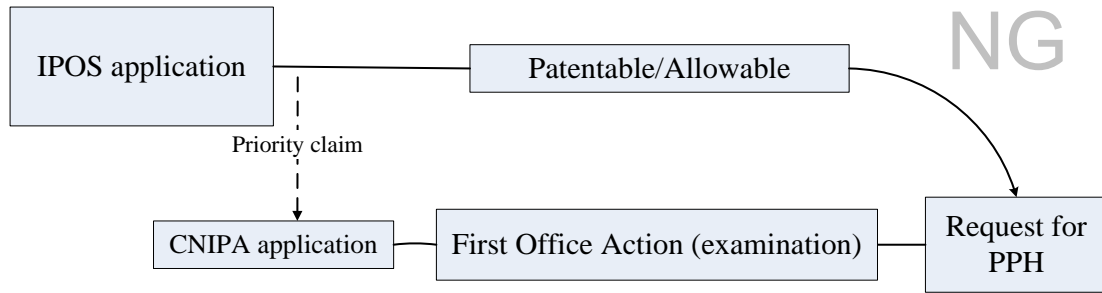 NG
IPOS application
Patentable/Allowable
Priority claim
CNIPA application
First Office Action (examination)
Request for
PPH